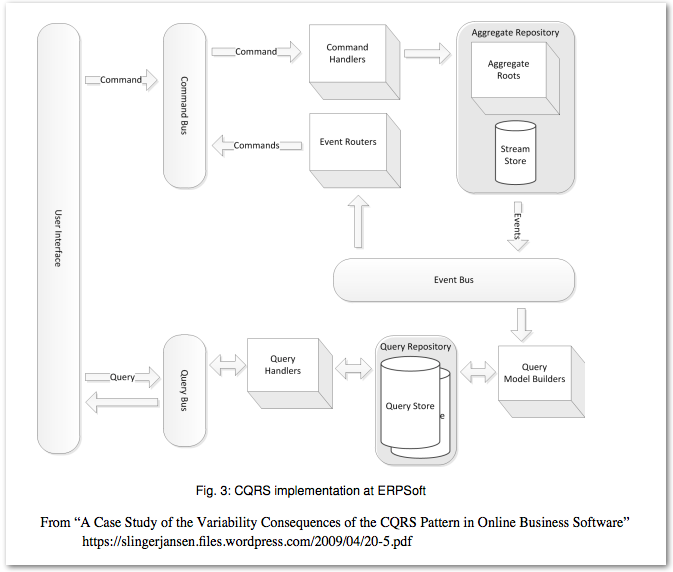 User Interface
Command
Command Bus
Command
Command
Handlers
Aggregate Repository
Aggregate
Roots
Stream
Store
Commands
Event Routers
Events
Event Bus
Query
Query Bus
Query
Handlers
Query Repository
Query Store
e
Query
Model Builders
Fig. 3: CQRS implementation at ERPSoft
From “A Case Study of the Variability Consequences of the CQRS Pattern in Online Business Software”
https://slingerjansen.files.wordpress.com/2009/04/20-5.pdf